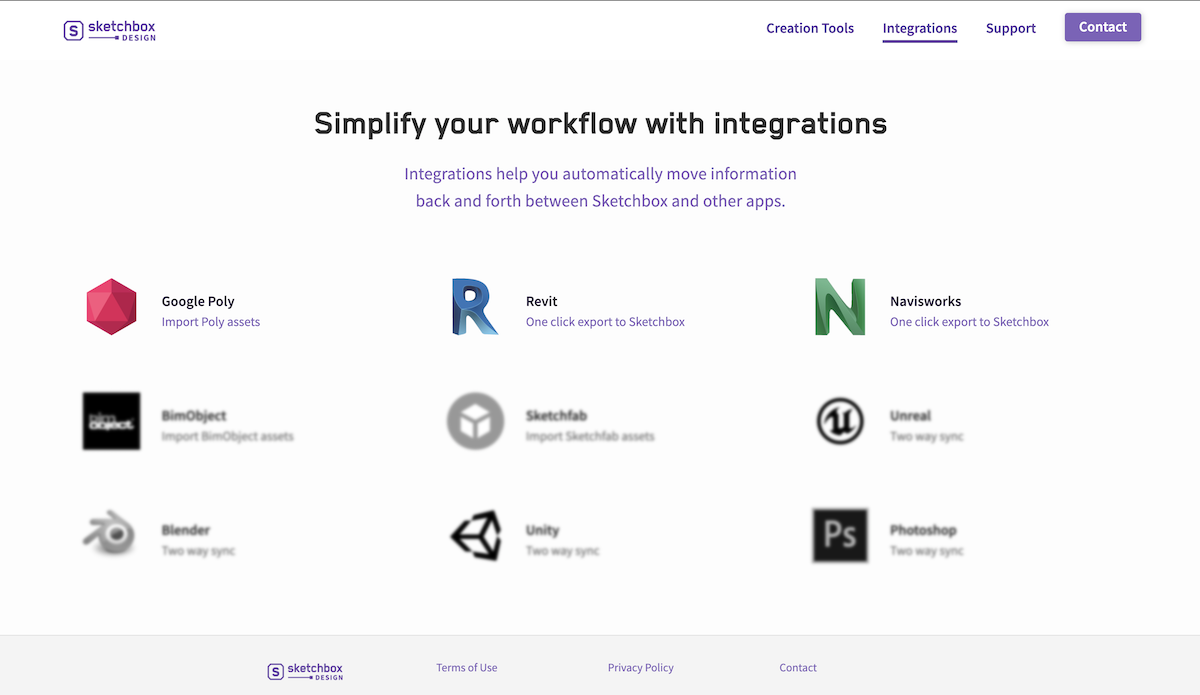 S sketchbox
DESIGN
Creation Tools
Integrations
Support
Contact
Simplify your workflow with integrations
Integrations help you automatically move information
back and forth between Sketchbox and other apps.
Google Poly
Import Poly assets
Revit
One click export to Sketchbox
Navisworks
One click export to Sketchbox
bim
object
BimObject
Import BimObject assets
Sketchfab
Import Sketchfab assets
Unreal
Two way sync
Blender
Two way sync
Unity
Two way sync
Ps
Photoshop
Two way sync
S sketchbox
DESIGN
Terms of Use
Privacy Policy
Contact